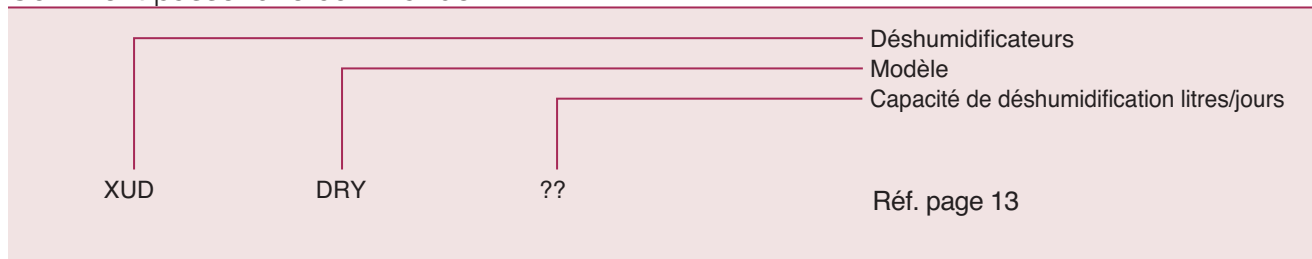 Déshumidificateurs
Modèle
Capacité de déshumidification litres/jours
XUD DRY ??
Réf. page 13